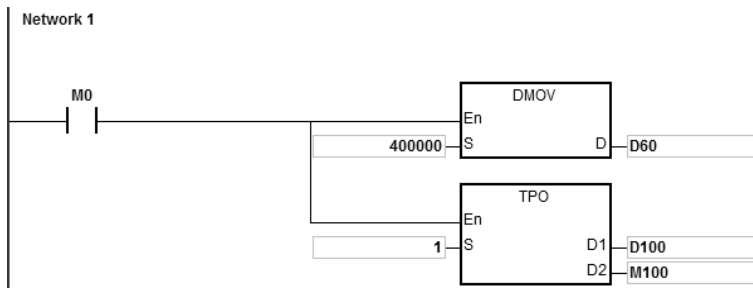 Network 1
M0
DMOV
En
400000 S D D60
TPO
En
1 S D1 D100
D2 M100